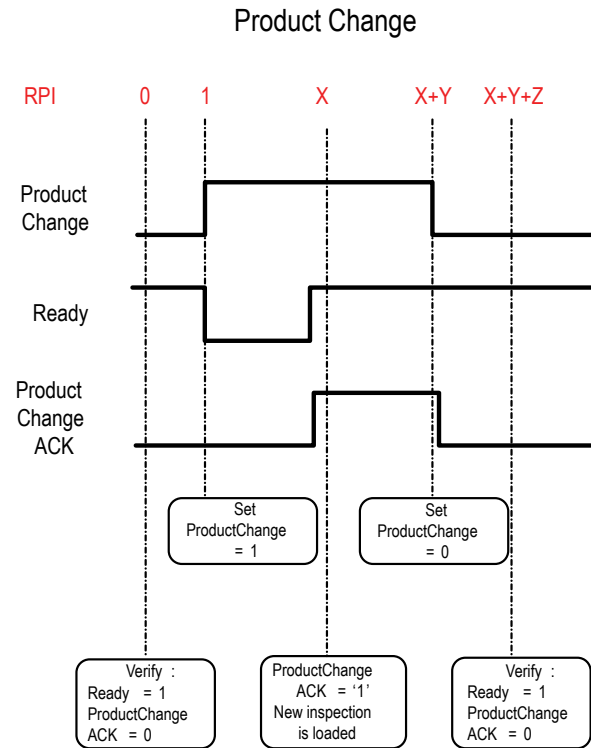 Product Change
RPI 0 1 X X+Y X+Y+Z
Product
Change
Ready
Product
Change
ACK
Set
ProductChange
= 1
Set
ProductChange
= 0
Verify :
Ready = 1
ProductChange
ACK = 0
ProductChange
ACK = ‘1’
New inspection
is loaded
Verify :
Ready = 1
ProductChange
ACK = 0